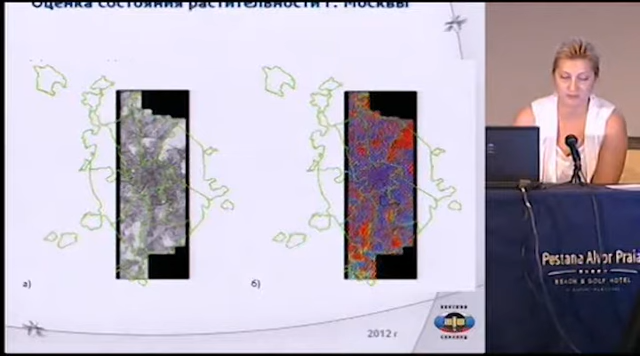 Оценка состояния растительности г. Москвы
а)
б)
2012 г
Pestana Alvor Praia
BEACH & GOLF HOTEL